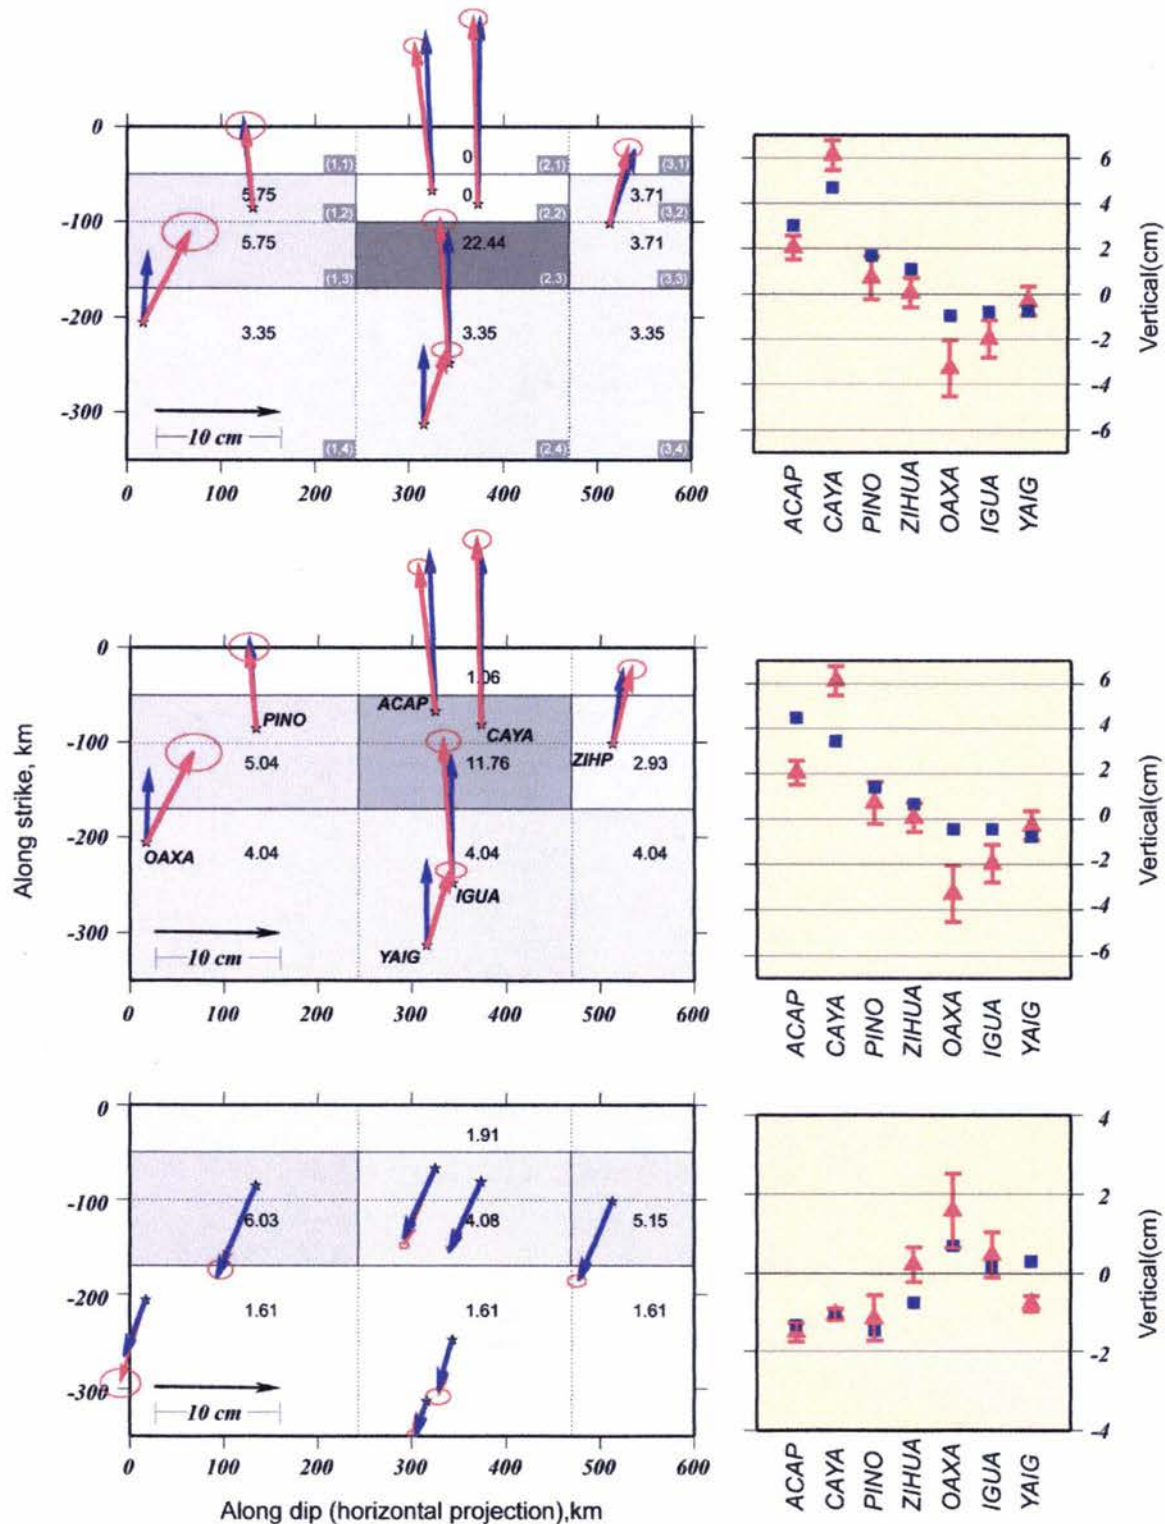 0
-100
-200
-300
0
(1,1)
(2,1)
(3,1)
5.75
0
3.71
(1,2)
(2,2)
(3,2)
5.75
22.44
3.71
(1,3)
(2,3)
(3,3)
3.35
3.35
3.35
10 cm
(1,4)
(2,4)
(3,4)
0
100
200
300
400
500
600
6
4
2
0
-2
-4
-6
Vertical(cm)
ACAP
CAYA
PINO
ZIHUA
OAXA
IGUA
YAIG
Along strike, km
0
-100
-200
-300
1.06
ACAP
PINO
CAYA
ZIHP
5.04
11.76
2.93
OAXA
4.04
4.04
4.04
IGUA
YAIG
10 cm
0
100
200
300
400
500
600
6
4
2
0
-2
-4
-6
Vertical(cm)
ACAP
CAYA
PINO
ZIHUA
OAXA
IGUA
YAIG
0
-100
-200
-300
1.91
6.03
4.08
5.15
1.61
1.61
1.61
10 cm
0
100
200
300
400
500
600
Along dip (horizontal projection),km
4
2
0
-2
-4
Vertical(cm)
ACAP
CAYA
PINO
ZIHUA
OAXA
IGUA
YAIG